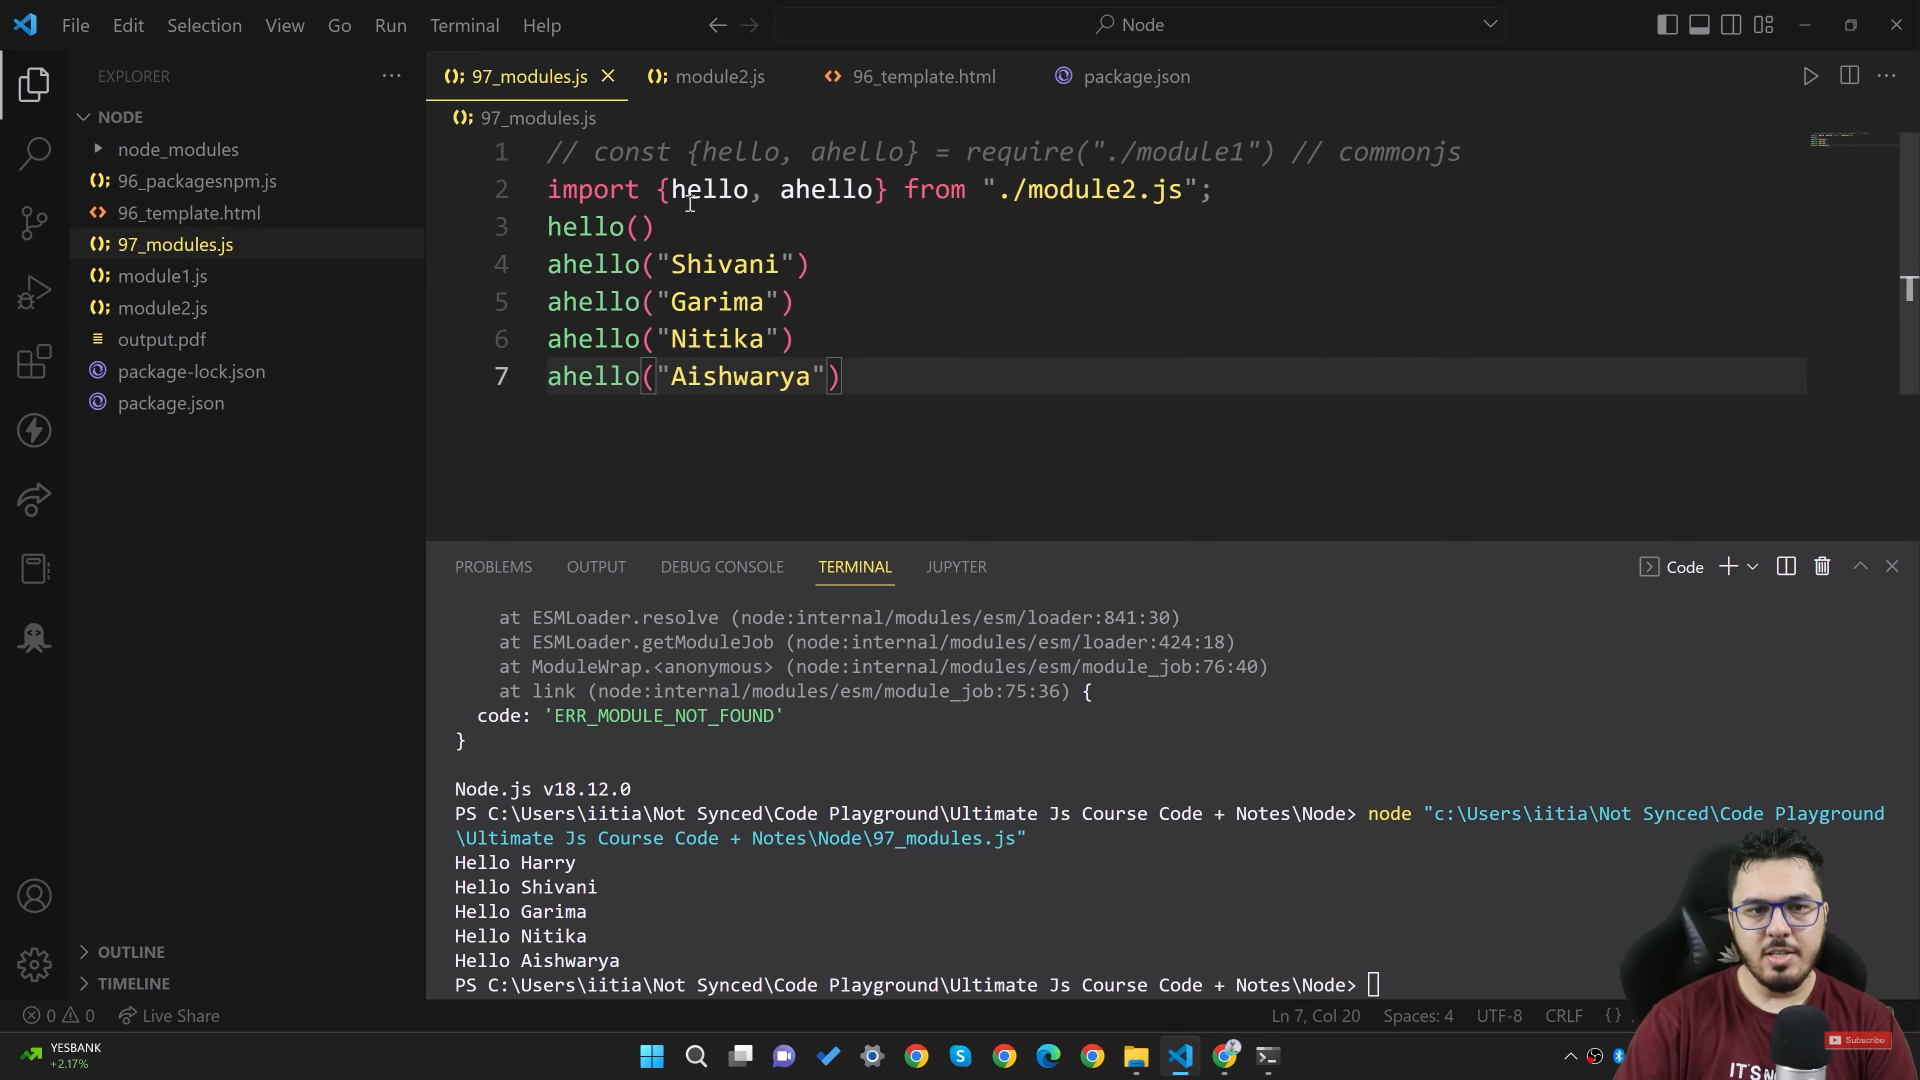 File Edit Selection View Go Run Terminal Help
Node
EXPLORER
NODE
node_modules
96_packagesnpm.js
96_template.html
97_modules.js
module1.js
module2.js
output.pdf
package-lock.json
package.json
OUTLINE
TIMELINE
97_modules.js module2.js 96_template.html package.json
97_modules.js
1 // const {hello, ahello} = require("./module1") // commonjs
2 import {hello, ahello} from "./module2.js";
3 hello()
4 ahello("Shivani")
5 ahello("Garima")
6 ahello("Nitika")
7 ahello("Aishwarya")
T
PROBLEMS OUTPUT DEBUG CONSOLE TERMINAL JUPYTER
Code
at ESMLoader.resolve (node:internal/modules/esm/loader:841:30)
at ESMLoader.getModuleJob (node:internal/modules/esm/loader:424:18)
at ModuleWrap.<anonymous> (node:internal/modules/esm/module_job:76:40)
at link (node:internal/modules/esm/module_job:75:36) {
code: 'ERR_MODULE_NOT_FOUND'
}
Node.js v18.12.0
PS C:\Users\iitia\Not Synced\Code Playground\Ultimate Js Course Code + Notes\Node> node "c:\Users\iitia\Not Synced\Code Playground
\Ultimate Js Course Code + Notes\Node\97_modules.js"
Hello Harry
Hello Shivani
Hello Garima
Hello Nitika
Hello Aishwarya
PS C:\Users\iitia\Not Synced\Code Playground\Ultimate Js Course Code + Notes\Node>
0 0 Live Share
Ln 7, Col 20 Spaces: 4 UTF-8 CRLF {}
YESBANK
+2.17%
Subscribe
IT'S